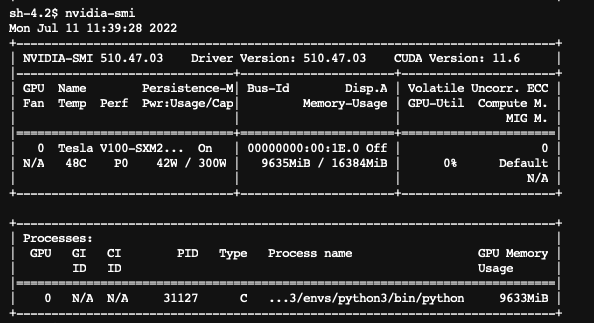 sh-4.2$ nvidia-smi
Mon Jul 11 11:39:28 2022
+-----------------------------------------------------------------------------+
| NVIDIA-SMI 510.47.03    Driver Version: 510.47.03    CUDA Version: 11.6     |
|-------------------------------+----------------------+----------------------+
| GPU  Name        Persistence-M| Bus-Id        Disp.A | Volatile Uncorr. ECC |
| Fan  Temp  Perf  Pwr:Usage/Cap|         Memory-Usage | GPU-Util  Compute M. |
|                               |                      |               MIG M. |
|===============================+======================+======================|
|   0  Tesla V100-SXM2...  On   | 00000000:00:1E.0 Off |                    0 |
| N/A   48C    P0    42W / 300W |   9635MiB / 16384MiB |      0%      Default |
|                               |                      |                  N/A |
+-------------------------------+----------------------+----------------------+
+-----------------------------------------------------------------------------+
| Processes:                                                                  |
|  GPU   GI   CI        PID   Type   Process name                  GPU Memory |
|        ID   ID                                                   Usage      |
|=============================================================================|
|    0   N/A  N/A     31127      C   ...3/envs/python3/bin/python     9633MiB |
+-----------------------------------------------------------------------------+